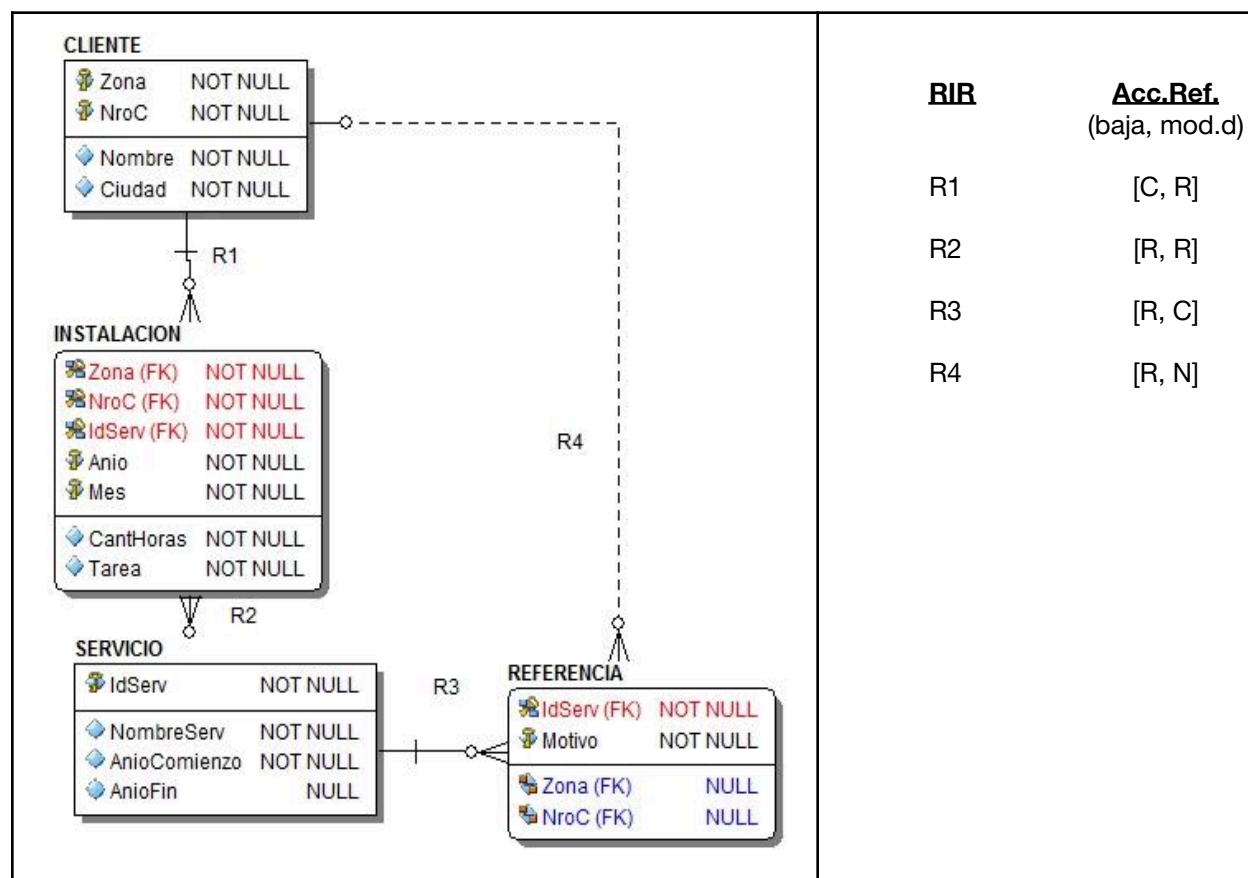 CLIENTE
Zona NOT NULL
NroC NOT NULL
Nombre NOT NULL
Ciudad NOT NULL
R1
INSTALACION
Zona (FK) NOT NULL
NroC (FK) NOT NULL
IdServ (FK) NOT NULL
Anio NOT NULL
Mes NOT NULL
CantHoras NOT NULL
Tarea NOT NULL
R4
R2
SERVICIO
IdServ NOT NULL
NombreServ NOT NULL
AnioComienzo NOT NULL
AnioFin NULL
R3
REFERENCIA
IdServ (FK) NOT NULL
Motivo NOT NULL
Zona (FK) NULL
NroC (FK) NULL
RIR Acc.Ref.
(baja, mod.d)
R1 [C, R]
R2 [R, R]
R3 [R, C]
R4 [R, N]